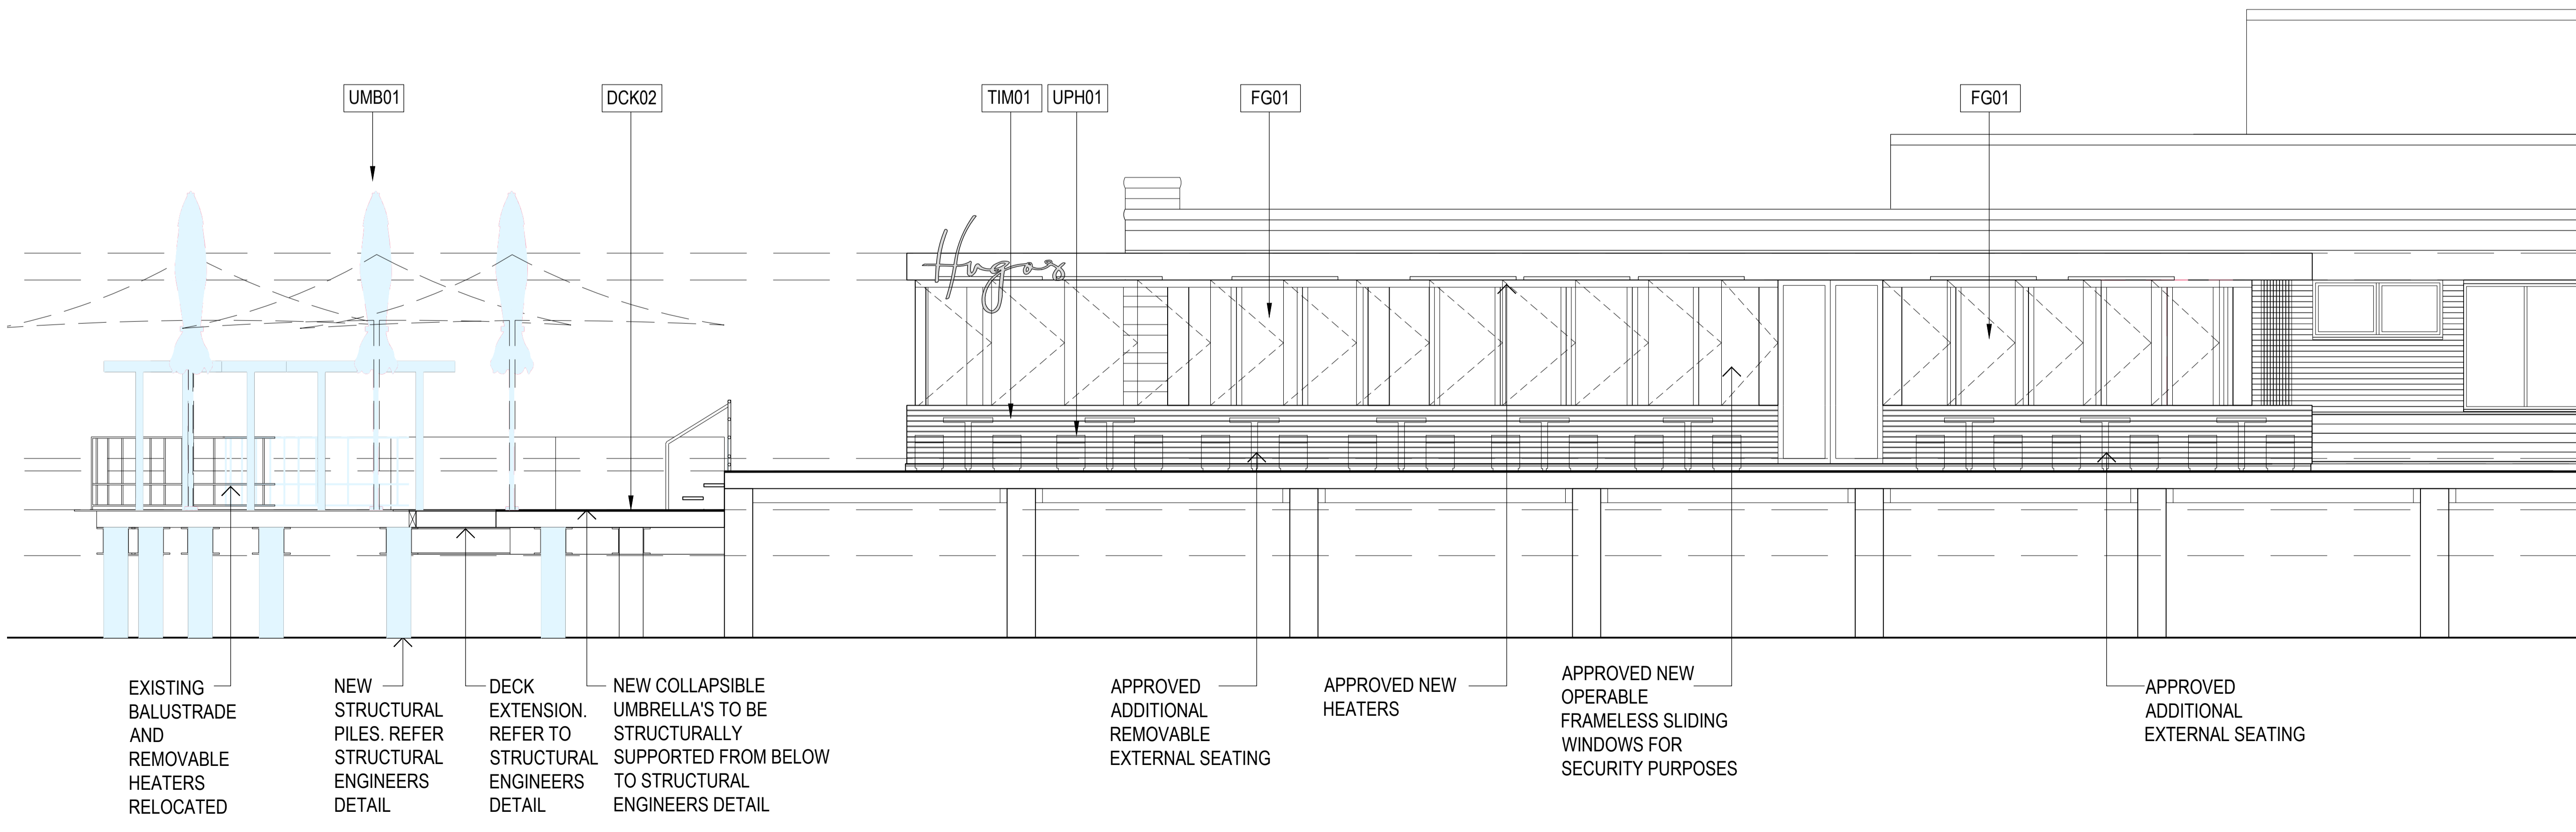 UMB01
DCK02
TIM01
UPH01
FG01
FG01
Hugos
EXISTING
BALUSTRADE
AND
REMOVABLE
HEATERS
RELOCATED
NEW
STRUCTURAL
PILES. REFER
STRUCTURAL
ENGINEERS
DETAIL
DECK
EXTENSION.
REFER TO
STRUCTURAL
ENGINEERS
DETAIL
NEW COLLAPSIBLE
UMBRELLA'S TO BE
STRUCTURALLY
SUPPORTED FROM BELOW
TO STRUCTURAL
ENGINEERS DETAIL
APPROVED
ADDITIONAL
REMOVABLE
EXTERNAL SEATING
APPROVED NEW
HEATERS
APPROVED NEW
OPERABLE
FRAMELESS SLIDING
WINDOWS FOR
SECURITY PURPOSES
APPROVED
ADDITIONAL
EXTERNAL SEATING